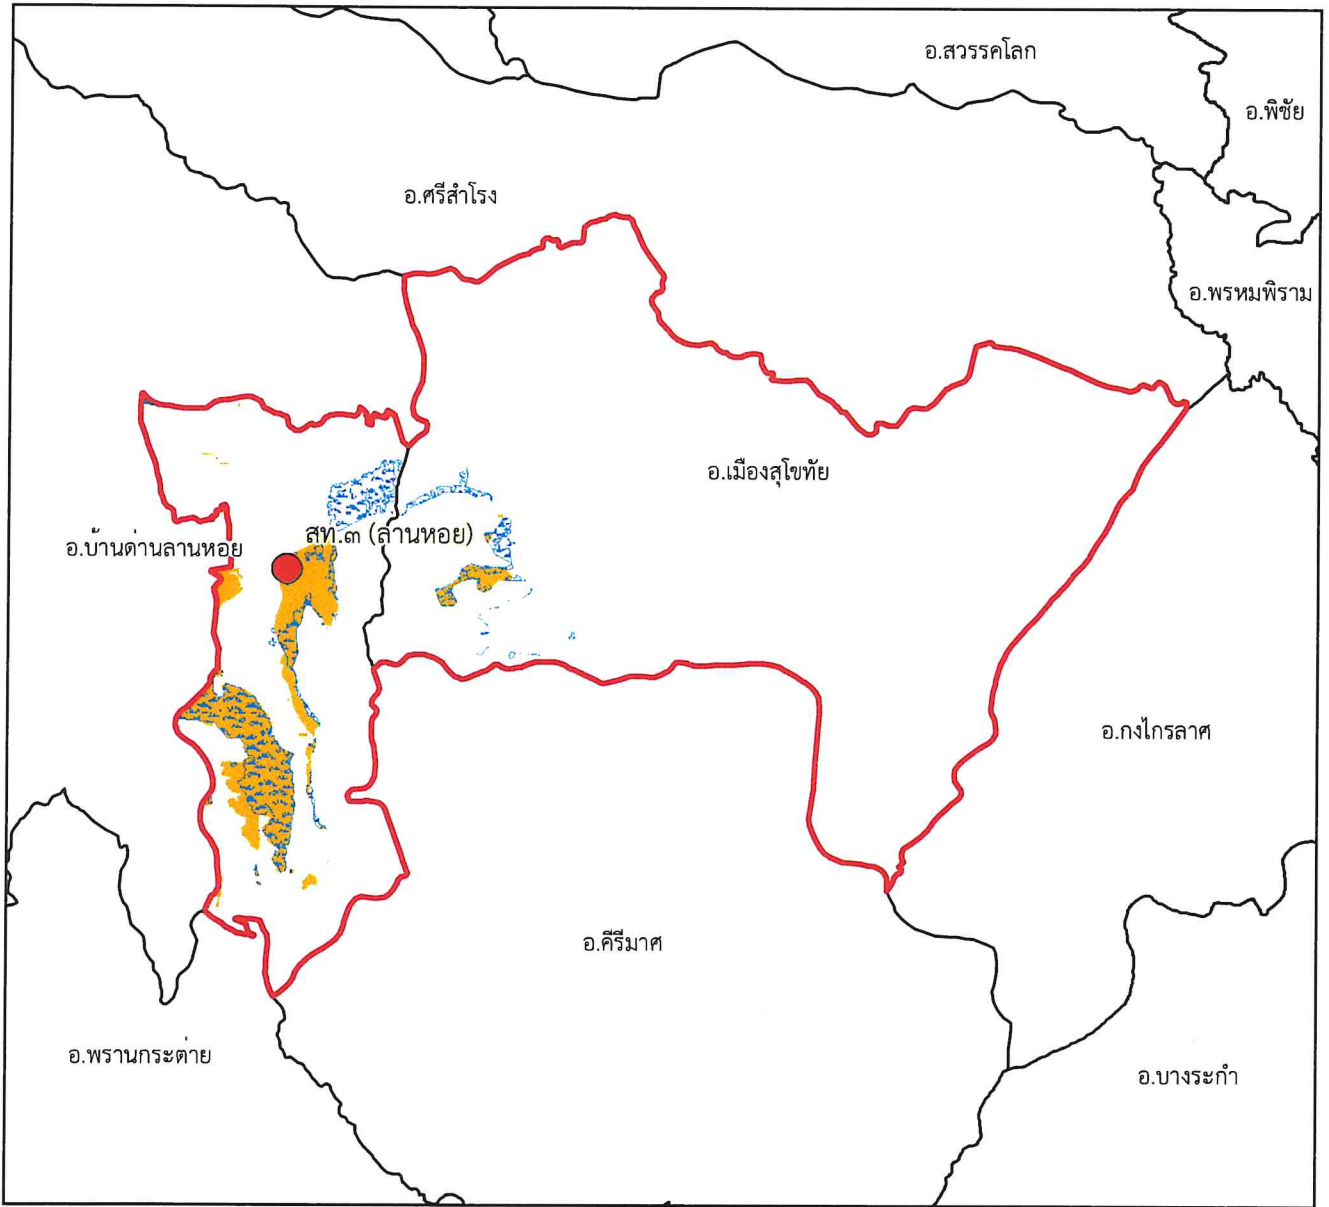 อ.สวรรคโลก
อ.พิชัย
อ.ศรีสำโรง
อ.พรหมพิราม
อ.เมืองสุโขทัย
สท.๓ (ลานหอย)
อ.บ้านด่านลานหอย
อ.กงไกรลาศ
อ.คีรีมาศ
อ.พรานกระต่าย
อ.บางระกำ